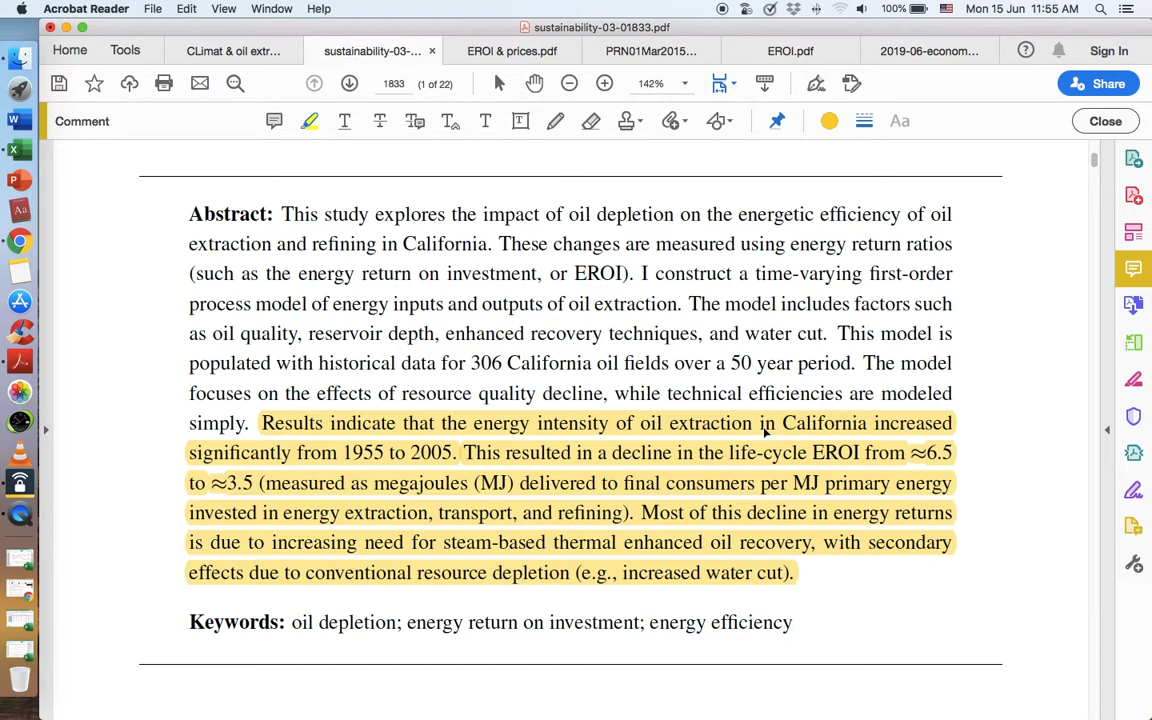 Acrobat Reader File Edit View Window Help 100% Mon 15 Jun 11:55 AM
sustainability-03-01833.pdf
Home Tools CLimat & oil extr... sustainability-03-... × EROI & prices.pdf PRN01Mar2015... EROI.pdf 2019-06-econom... Sign In
1833 (1 of 22) 142% Share
Comment Aa Close
Abstract: This study explores the impact of oil depletion on the energetic efficiency of oil
extraction and refining in California. These changes are measured using energy return ratios
(such as the energy return on investment, or EROI). I construct a time-varying first-order
process model of energy inputs and outputs of oil extraction. The model includes factors such
as oil quality, reservoir depth, enhanced recovery techniques, and water cut. This model is
populated with historical data for 306 California oil fields over a 50 year period. The model
focuses on the effects of resource quality decline, while technical efficiencies are modeled
simply. Results indicate that the energy intensity of oil extraction in California increased
significantly from 1955 to 2005. This resulted in a decline in the life-cycle EROI from ≈6.5
to ≈3.5 (measured as megajoules (MJ) delivered to final consumers per MJ primary energy
invested in energy extraction, transport, and refining). Most of this decline in energy returns
is due to increasing need for steam-based thermal enhanced oil recovery, with secondary
effects due to conventional resource depletion (e.g., increased water cut).
Keywords: oil depletion; energy return on investment; energy efficiency